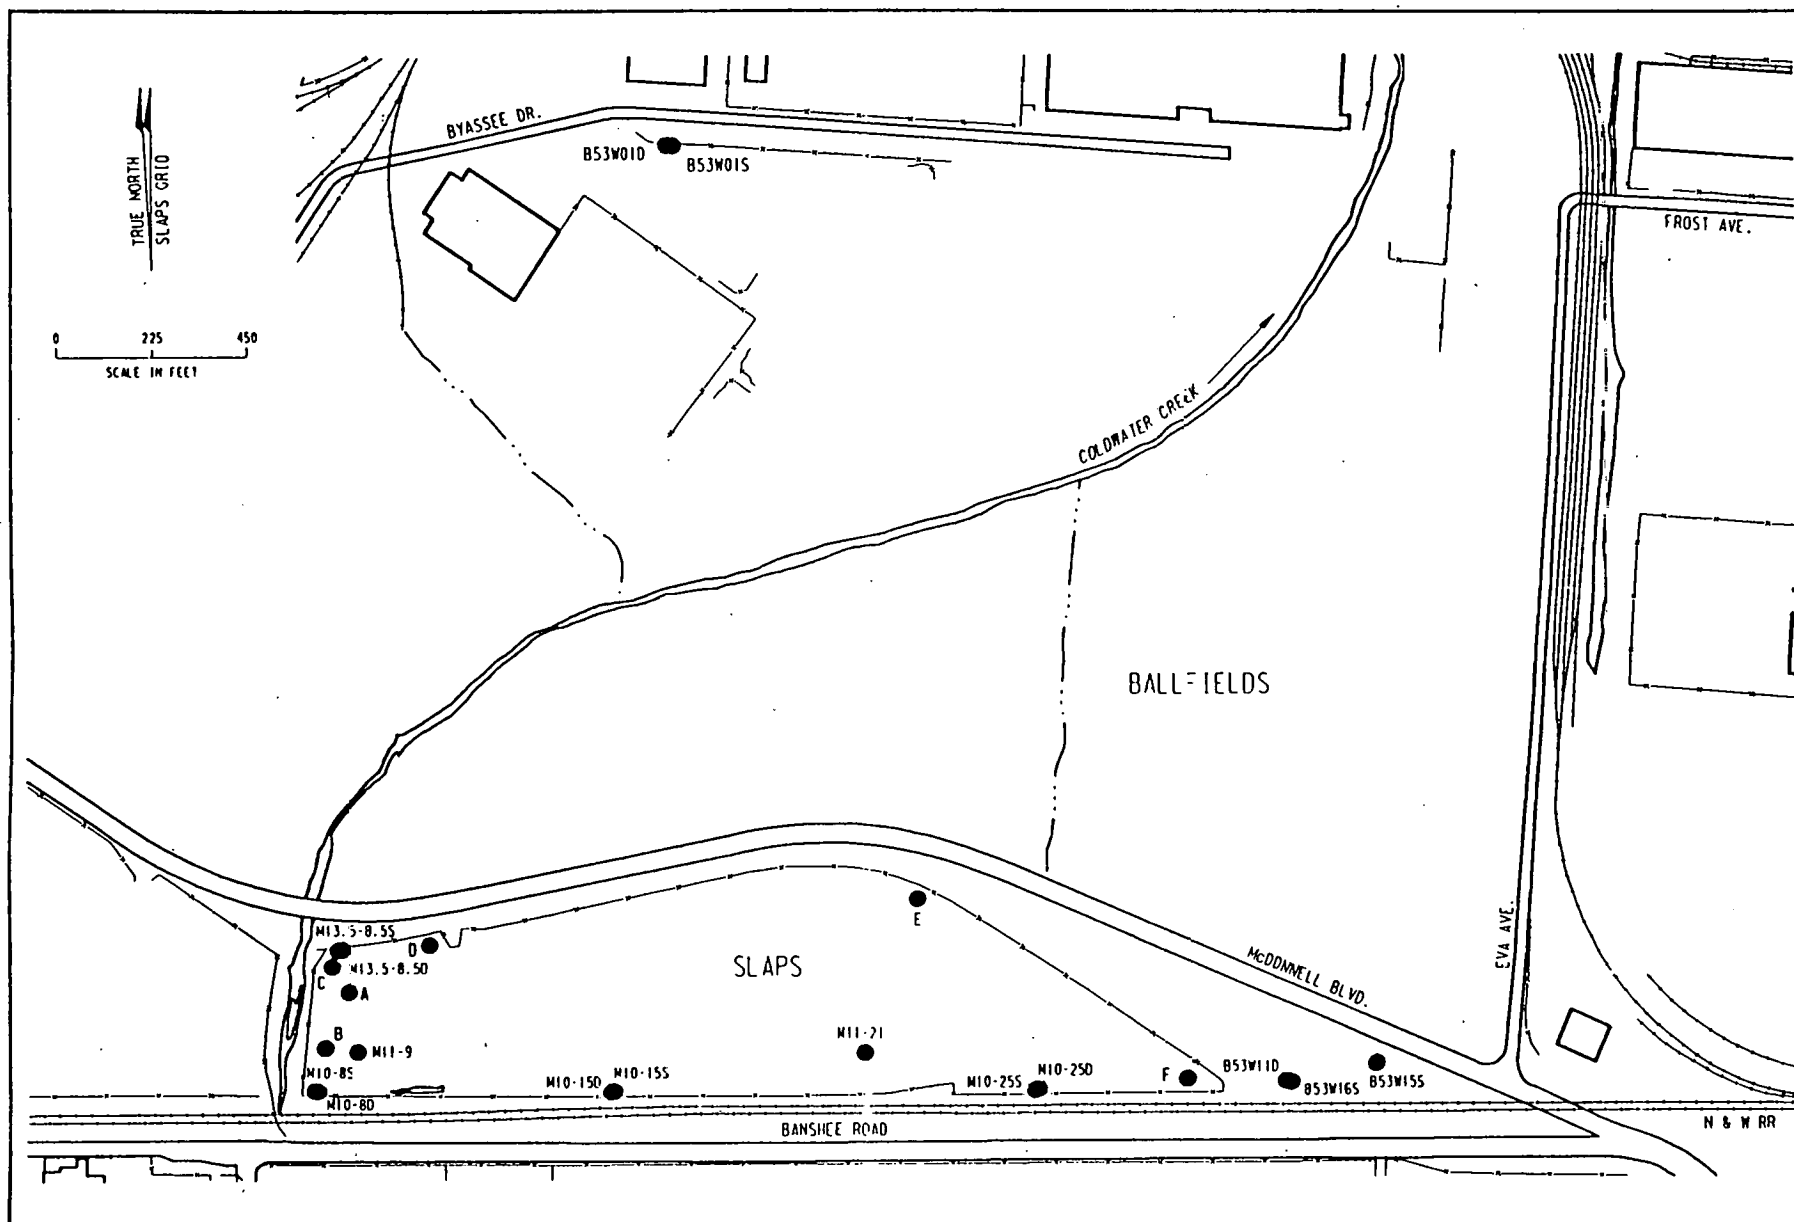 BYASSEE DR.
B53W01D
B53W01S
TRUE NORTH
SLAPS GRID
FROST AVE.
0 225 450
SCALE IN FEET
COLDWATER CREEK
BALLFIELDS
EVA AVE.
E
M13.5-8.5S
D
M13.5-8.5D
C
A
SLAPS
McDONNELL BLVD.
B
M11-9
M11-21
M10-8S
M10-8D
M10-15D
M10-15S
M10-25S
M10-25D
F
B53W11D
B53W16S
B53W15S
BANSHEE ROAD
N & W RR